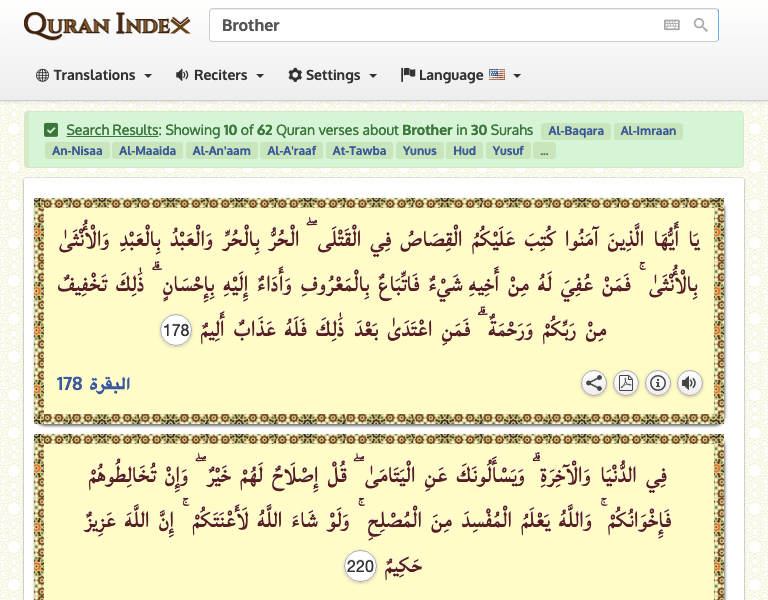 QURAN INDEX
Brother
Translations Reciters Settings Language
Search Results: Showing 10 of 62 Quran verses about Brother in 30 Surahs Al-Baqara Al-Imraan
An-Nisaa Al-Maaida Al-An'aam Al-A'raaf At-Tawba Yunus Hud Yusuf ...
يَا أَيُّهَا الَّذِينَ آمَنُوا كُتِبَ عَلَيْكُمُ الْقِصَاصُ فِي الْقَتْلَى ۖ الْحُرُّ بِالْحُرِّ وَالْعَبْدُ بِالْعَبْدِ وَالْأُنْثَىٰ
بِالْأُنْثَىٰ ۚ فَمَنْ عُفِيَ لَهُ مِنْ أَخِيهِ شَيْءٌ فَاتِّبَاعٌ بِالْمَعْرُوفِ وَأَدَاءٌ إِلَيْهِ بِإِحْسَانٍ ۗ ذَٰلِكَ تَخْفِيفٌ
مِنْ رَبِّكُمْ وَرَحْمَةٌ ۗ فَمَنِ اعْتَدَىٰ بَعْدَ ذَٰلِكَ فَلَهُ عَذَابٌ أَلِيمٌ 178
البقرة 178
فِي الدُّنْيَا وَالْآخِرَةِ ۗ وَيَسْأَلُونَكَ عَنِ الْيَتَامَىٰ ۖ قُلْ إِصْلَاحٌ لَهُمْ خَيْرٌ ۖ وَإِنْ تُخَالِطُوهُمْ
فَإِخْوَانُكُمْ ۚ وَاللَّهُ يَعْلَمُ الْمُفْسِدَ مِنَ الْمُصْلِحِ ۚ وَلَوْ شَاءَ اللَّهُ لَأَعْنَتَكُمْ ۚ إِنَّ اللَّهَ عَزِيزٌ
حَكِيمٌ 220